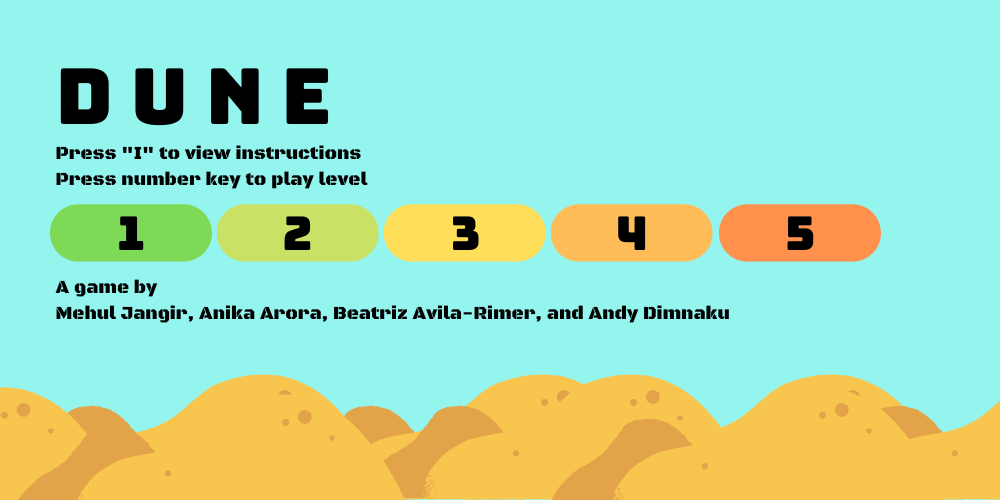 DUNE
Press "I" to view instructions
Press number key to play level
1 2 3 4 5
A game by
Mehul Jangir, Anika Arora, Beatriz Avila-Rimer, and Andy Dimnaku